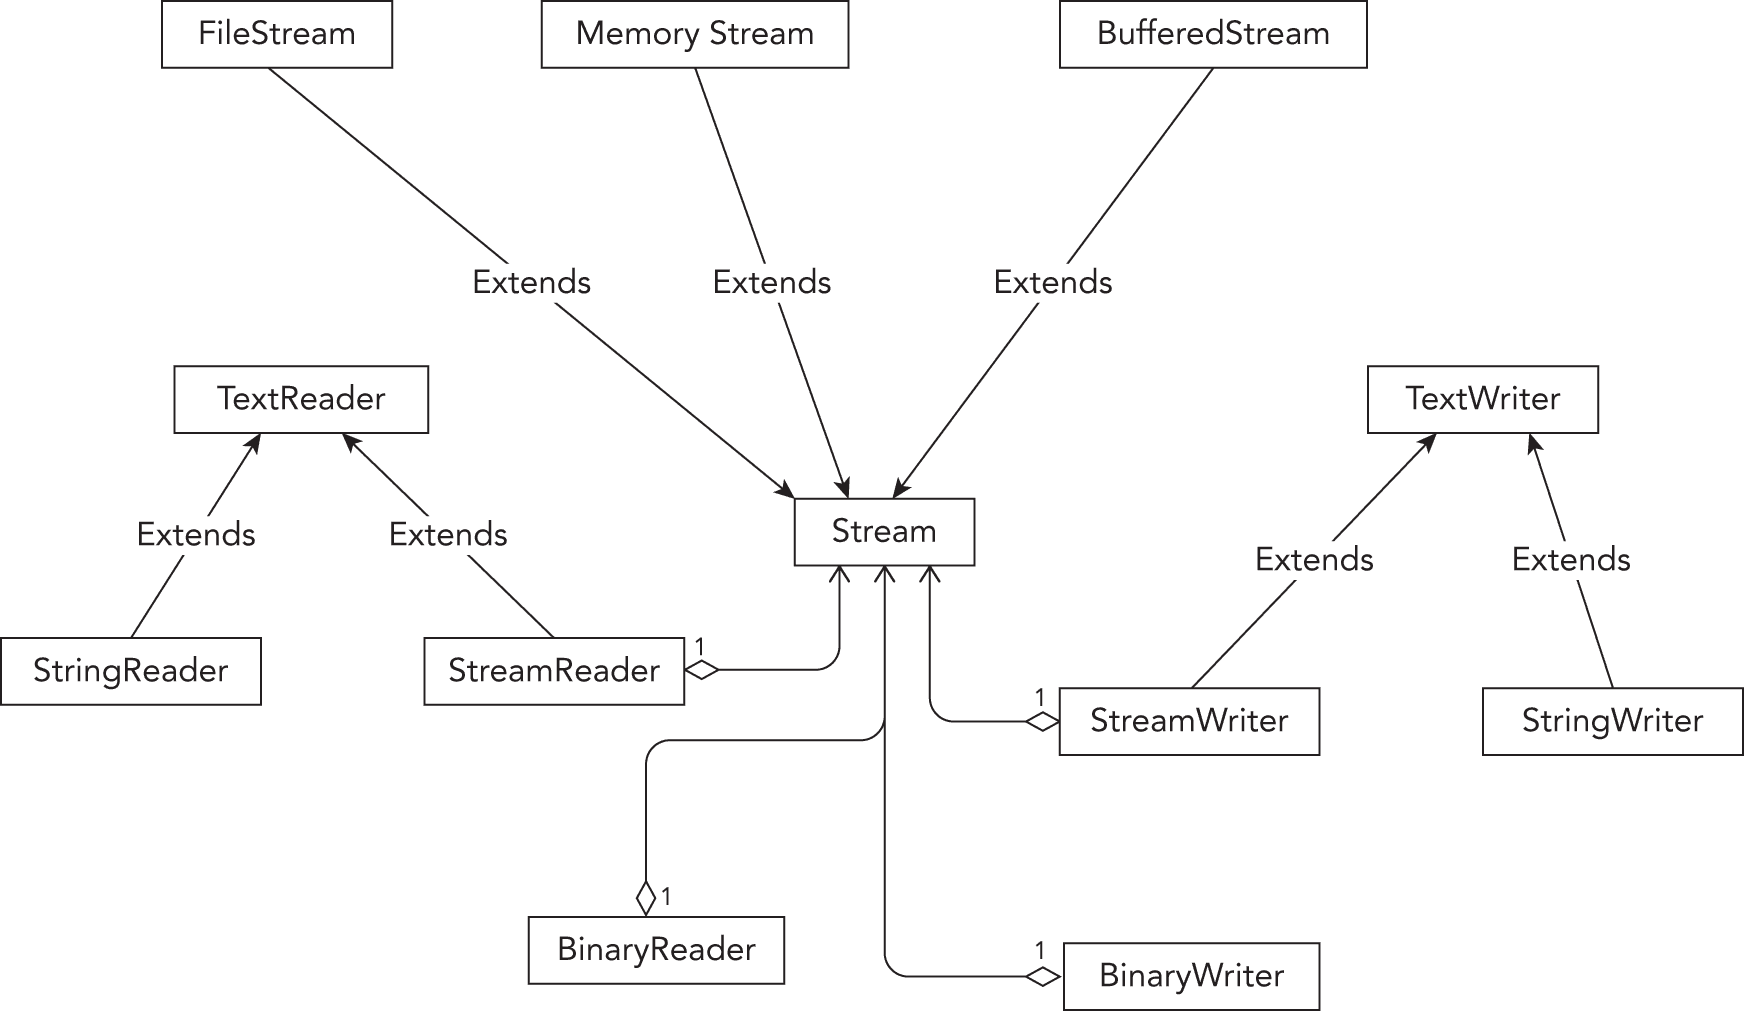 FileStream
Memory Stream
BufferedStream
Extends
Extends
Extends
TextReader
TextWriter
Stream
Extends
Extends
Extends
Extends
StringReader
StreamReader
1
1
StreamWriter
StringWriter
1
BinaryReader
1
BinaryWriter